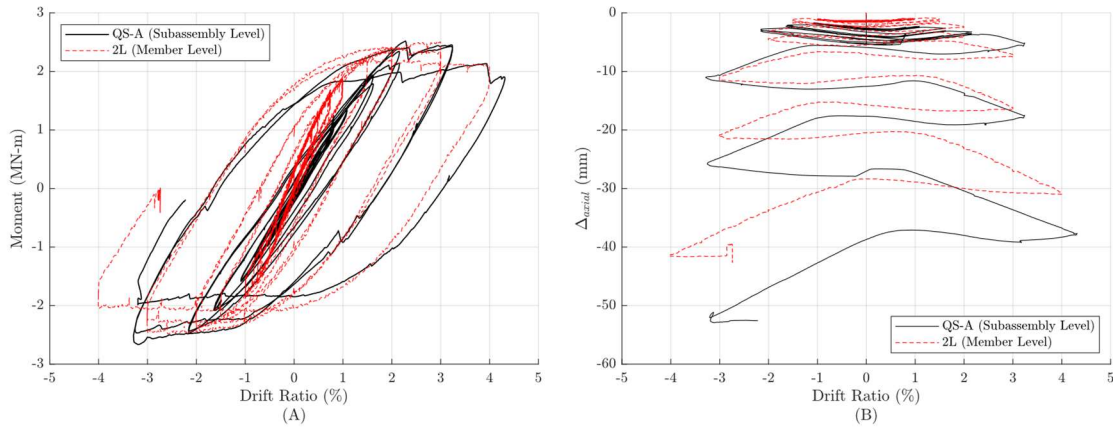 3
2
1
0
-1
-2
-3
Moment (MN-m)
QS-A (Subassembly Level)
2L (Member Level)
-5 -4 -3 -2 -1 0 1 2 3 4 5
Drift Ratio (%)
(A)
0
-10
-20
-30
-40
-50
-60
Δaxial (mm)
QS-A (Subassembly Level)
2L (Member Level)
-5 -4 -3 -2 -1 0 1 2 3 4 5
Drift Ratio (%)
(B)